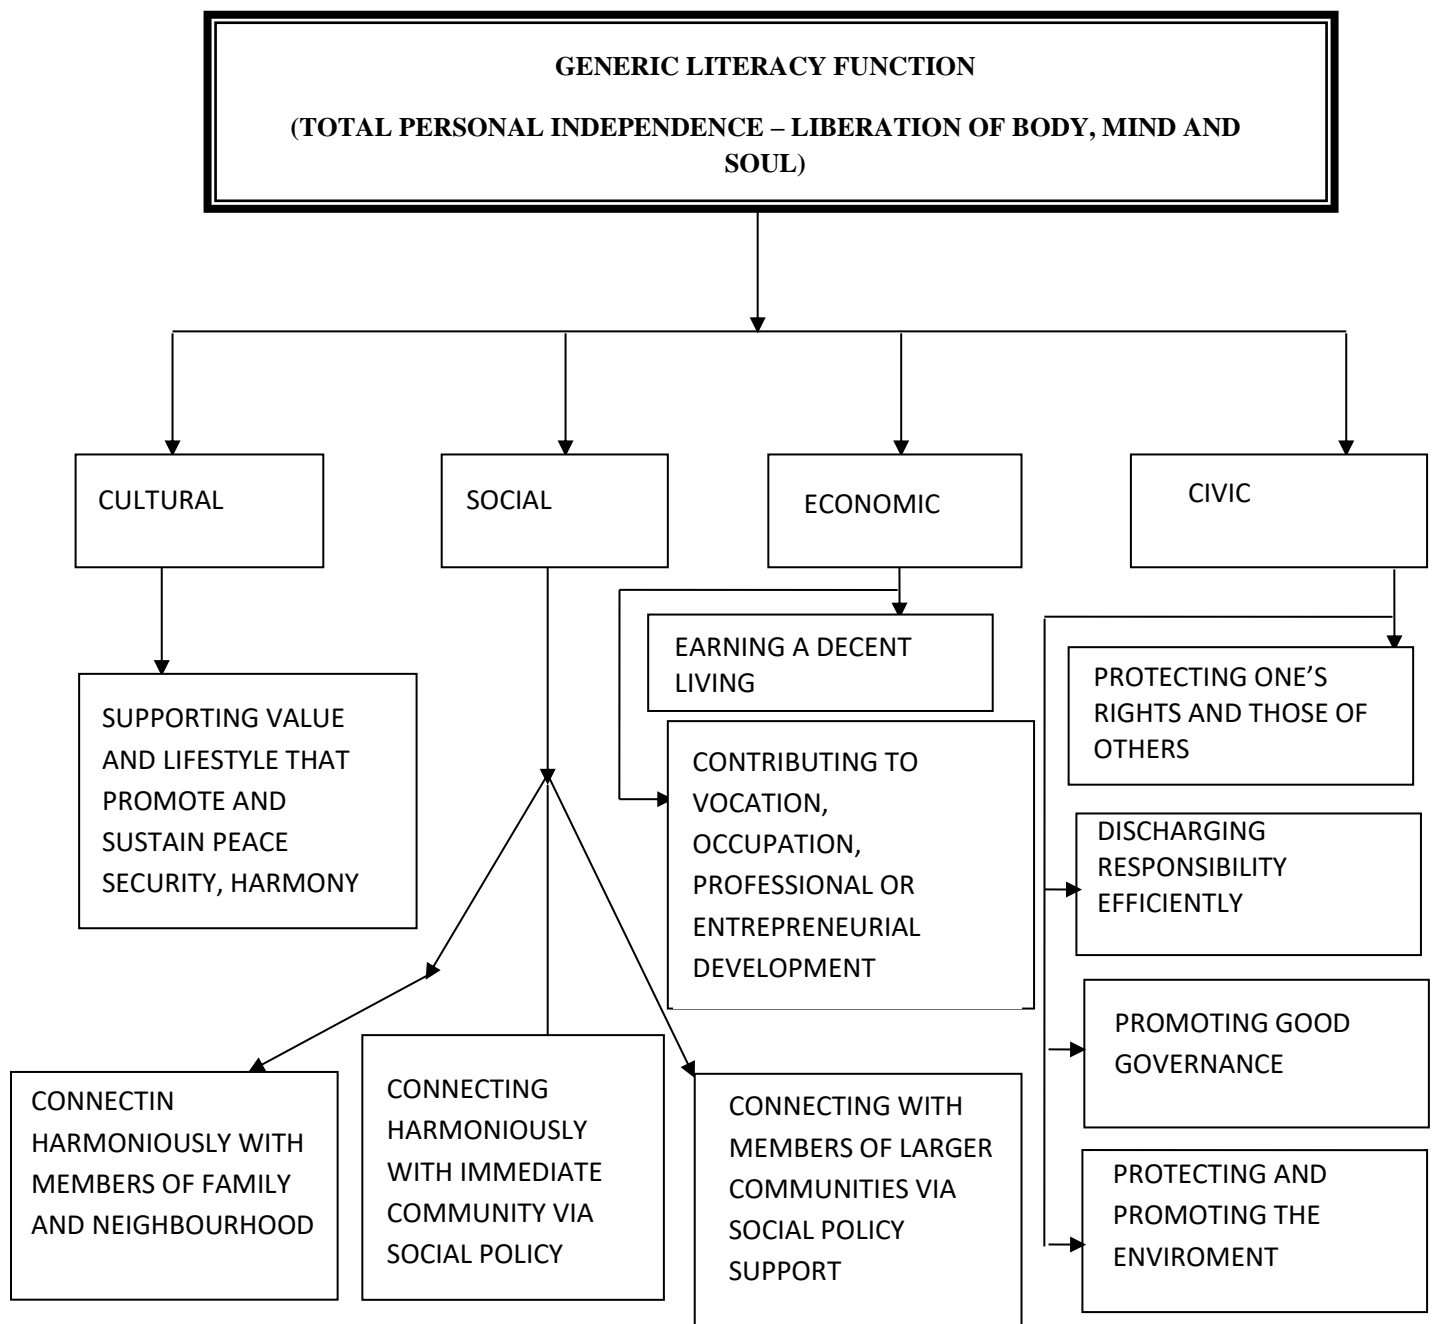 GENERIC LITERACY FUNCTION
(TOTAL PERSONAL INDEPENDENCE – LIBERATION OF BODY, MIND AND
SOUL)
CULTURAL
SOCIAL
ECONOMIC
CIVIC
SUPPORTING VALUE
AND LIFESTYLE THAT
PROMOTE AND
SUSTAIN PEACE
SECURITY, HARMONY
CONNECTIN
HARMONIOUSLY WITH
MEMBERS OF FAMILY
AND NEIGHBOURHOOD
CONNECTING
HARMONIOUSLY
WITH IMMEDIATE
COMMUNITY VIA
SOCIAL POLICY
CONNECTING WITH
MEMBERS OF LARGER
COMMUNITIES VIA
SOCIAL POLICY
SUPPORT
EARNING A DECENT
LIVING
CONTRIBUTING TO
VOCATION,
OCCUPATION,
PROFESSIONAL OR
ENTREPRENEURIAL
DEVELOPMENT
PROTECTING ONE’S
RIGHTS AND THOSE OF
OTHERS
DISCHARGING
RESPONSIBILITY
EFFICIENTLY
PROMOTING GOOD
GOVERNANCE
PROTECTING AND
PROMOTING THE
ENVIROMENT